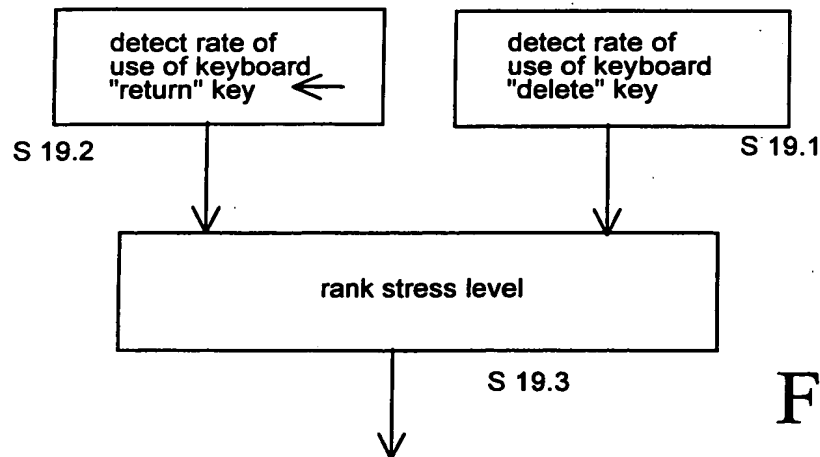 detect rate of
use of keyboard
"return" key
S 19.2
detect rate of
use of keyboard
"delete" key
S 19.1
rank stress level
S 19.3
F